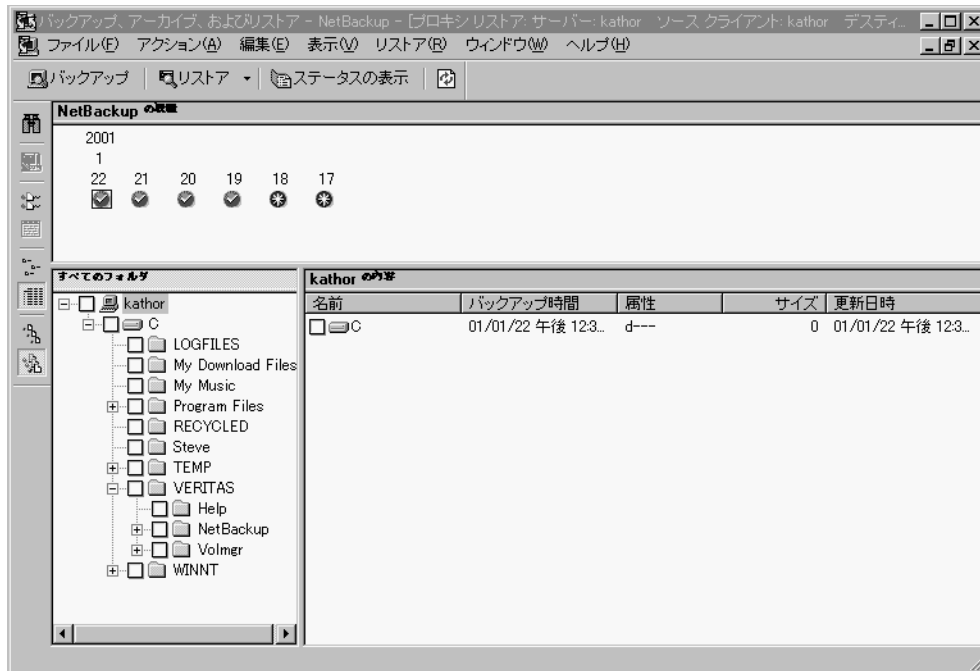 バックアップ、アーカイブ、およびリストア - NetBackup - [プロキシ リストア: サーバー: kathor ソース クライアント: kathor デスティ...
ファイル(F) アクション(A) 編集(E) 表示(V) リストア(R) ウィンドウ(W) ヘルプ(H)
バックアップ リストア ステータスの表示
NetBackup の履歴
2001
1
22 21 20 19 18 17
すべてのフォルダ
kathor の内容
名前 バックアップ時間 属性 サイズ 更新日時
C 01/01/22 午後 12:3... d--- 0 01/01/22 午後 12:3...
kathor
C
LOGFILES
My Download Files
My Music
Program Files
RECYCLED
Steve
TEMP
VERITAS
Help
NetBackup
Volmgr
WINNT